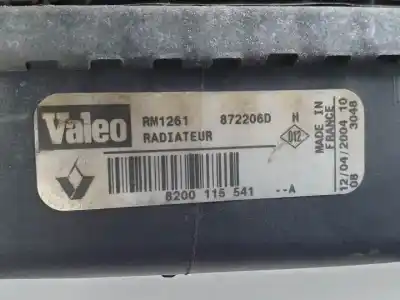 Valeo
RM1261 872206D N
RADIATEUR
D12
8200 115 541 --A
MADE IN
FRANCE
12/04/2004 10
08 3048